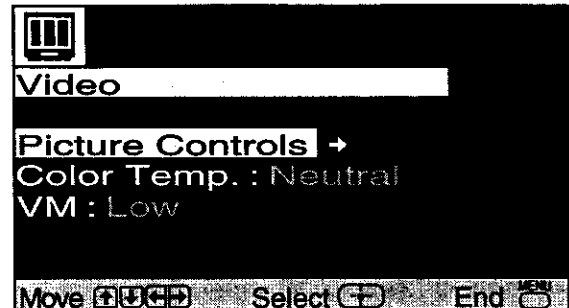 Video
Picture Controls
Color Temp. : Neutral
VM : Low
Move Select End MENU